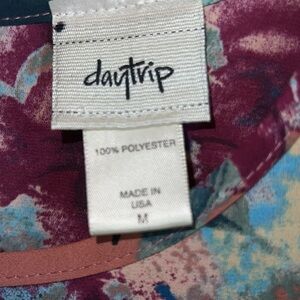 daytrip
100% POLYESTER
MADE IN
USA
M